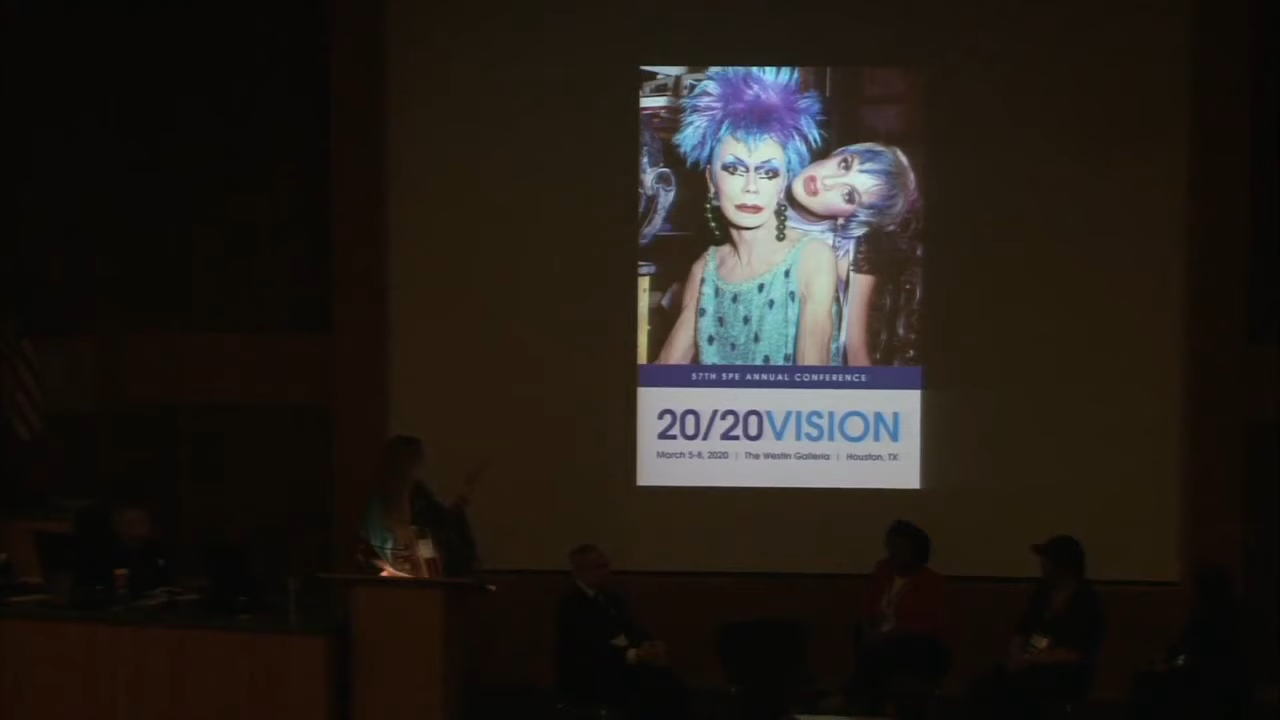 57TH SPE ANNUAL CONFERENCE
20/20VISION
March 5-8, 2020 | The Westin Galleria | Houston, TX